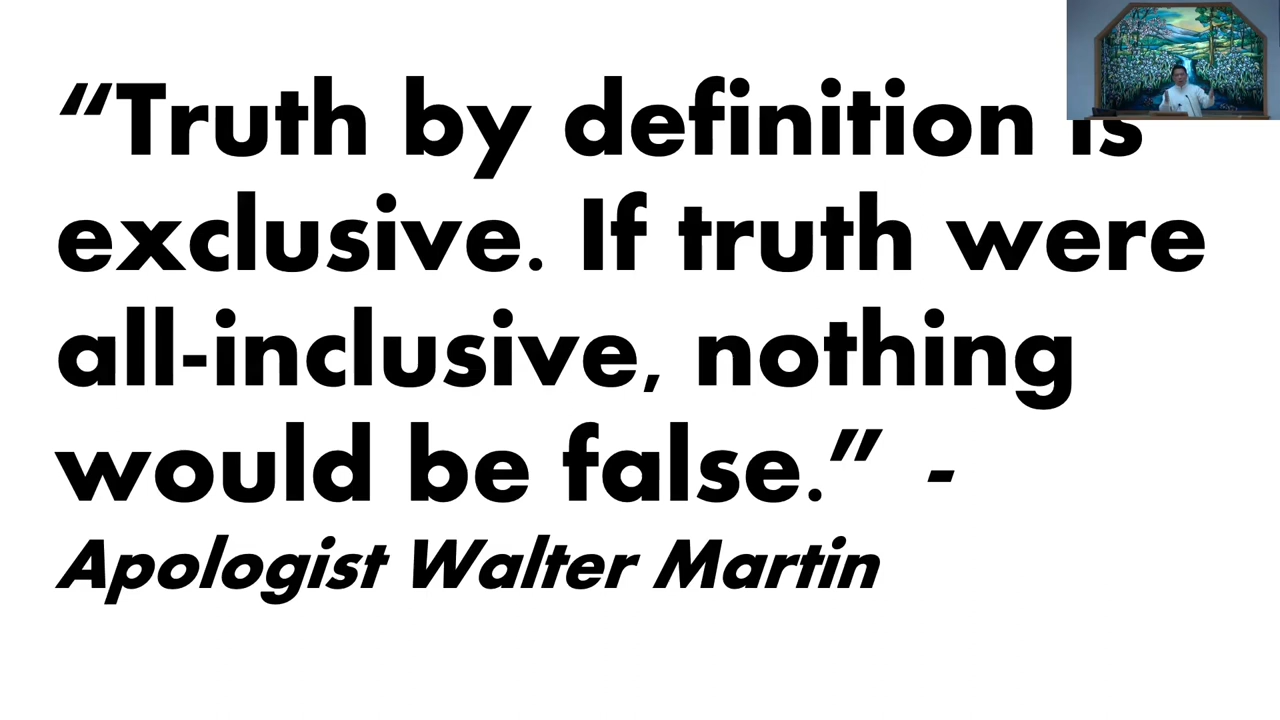 “Truth by definition is
exclusive. If truth were
all-inclusive, nothing
would be false.” -
Apologist Walter Martin